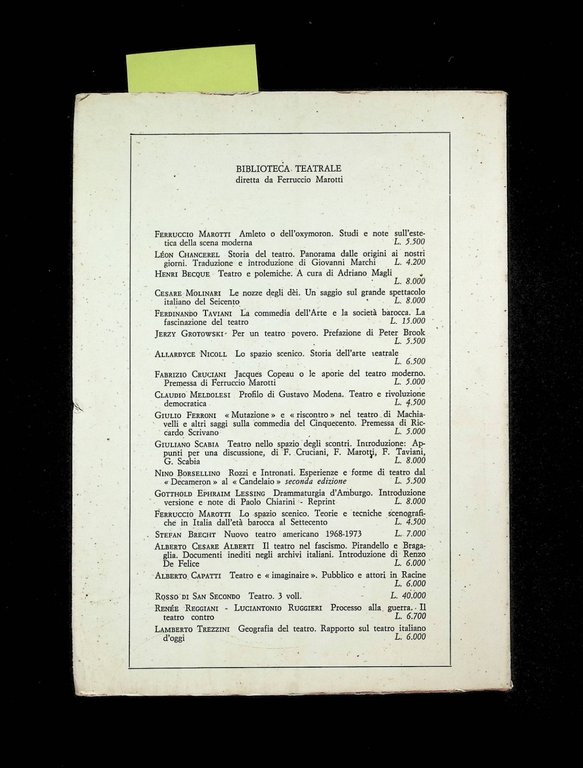 BIBLIOTECA TEATRALE
diretta da Ferruccio Marotti
FERRUCCIO MAROTTI Amleto o dell'oxymoron. Studi e note sull'este-
tica della scena moderna L. 5.500
LÉON CHANCEREL Storia del teatro. Panorama dalle origini ai nostri
giorni. Traduzione e introduzione di Giovanni Marchi L. 4.200
HENRI BECQUE Teatro e polemiche. A cura di Adriano Magli
L. 8.000
CESARE MOLINARI Le nozze degli dèi. Un saggio sul grande spettacolo
italiano del Seicento L. 8.000
FERDINANDO TAVIANI La commedia dell'Arte e la società barocca. La
fascinazione del teatro L. 15.000
JERZY GROTOWSKI Per un teatro povero. Prefazione di Peter Brook
L. 5.500
ALLARDYCE NICOLL Lo spazio scenico. Storia dell'arte teatrale
L. 6.500
FABRIZIO CRUCIANI Jacques Copeau o le aporie del teatro moderno.
Premessa di Ferruccio Marotti L. 5.000
CLAUDIO MELDOLESI Profilo di Gustavo Modena. Teatro e rivoluzione
democratica L. 4.500
GIULIO FERRONI « Mutazione » e « riscontro » nel teatro di Machia-
velli e altri saggi sulla commedia del Cinquecento. Premessa di Ric-
cardo Scrivano L. 5.000
GIULIANO SCABIA Teatro nello spazio degli scontri. Introduzione: Ap-
punti per una discussione, di F. Cruciani, F. Marotti, F. Taviani,
G. Scabia L. 8.000
NINO BORSELLINO Rozzi e Intronati. Esperienze e forme di teatro dal
« Decameron » al « Candelaio » seconda edizione L. 5.500
GOTTHOLD EPHRAIM LESSING Drammaturgia d'Amburgo. Introduzione
versione e note di Paolo Chiarini - Reprint L. 8.000
FERRUCCIO MAROTTI Lo spazio scenico. Teorie e tecniche scenografi-
che in Italia dall'età barocca al Settecento L. 4.500
STEFAN BRECHT Nuovo teatro americano 1968-1973 L. 7.000
ALBERTO CESARE ALBERTI Il teatro nel fascismo. Pirandello e Braga-
glia. Documenti inediti negli archivi italiani. Introduzione di Renzo
De Felice L. 6.000
ALBERTO CAPATTI Teatro e « imaginaire ». Pubblico e attori in Racine
L. 6.000
ROSSO DI SAN SECONDO Teatro. 3 voll. L. 40.000
RENÉE REGGIANI - LUCIANTONIO RUGGIERI Processo alla guerra. Il
teatro contro L. 6.700
LAMBERTO TREZZINI Geografia del teatro. Rapporto sul teatro italiano
d'oggi L. 6.000